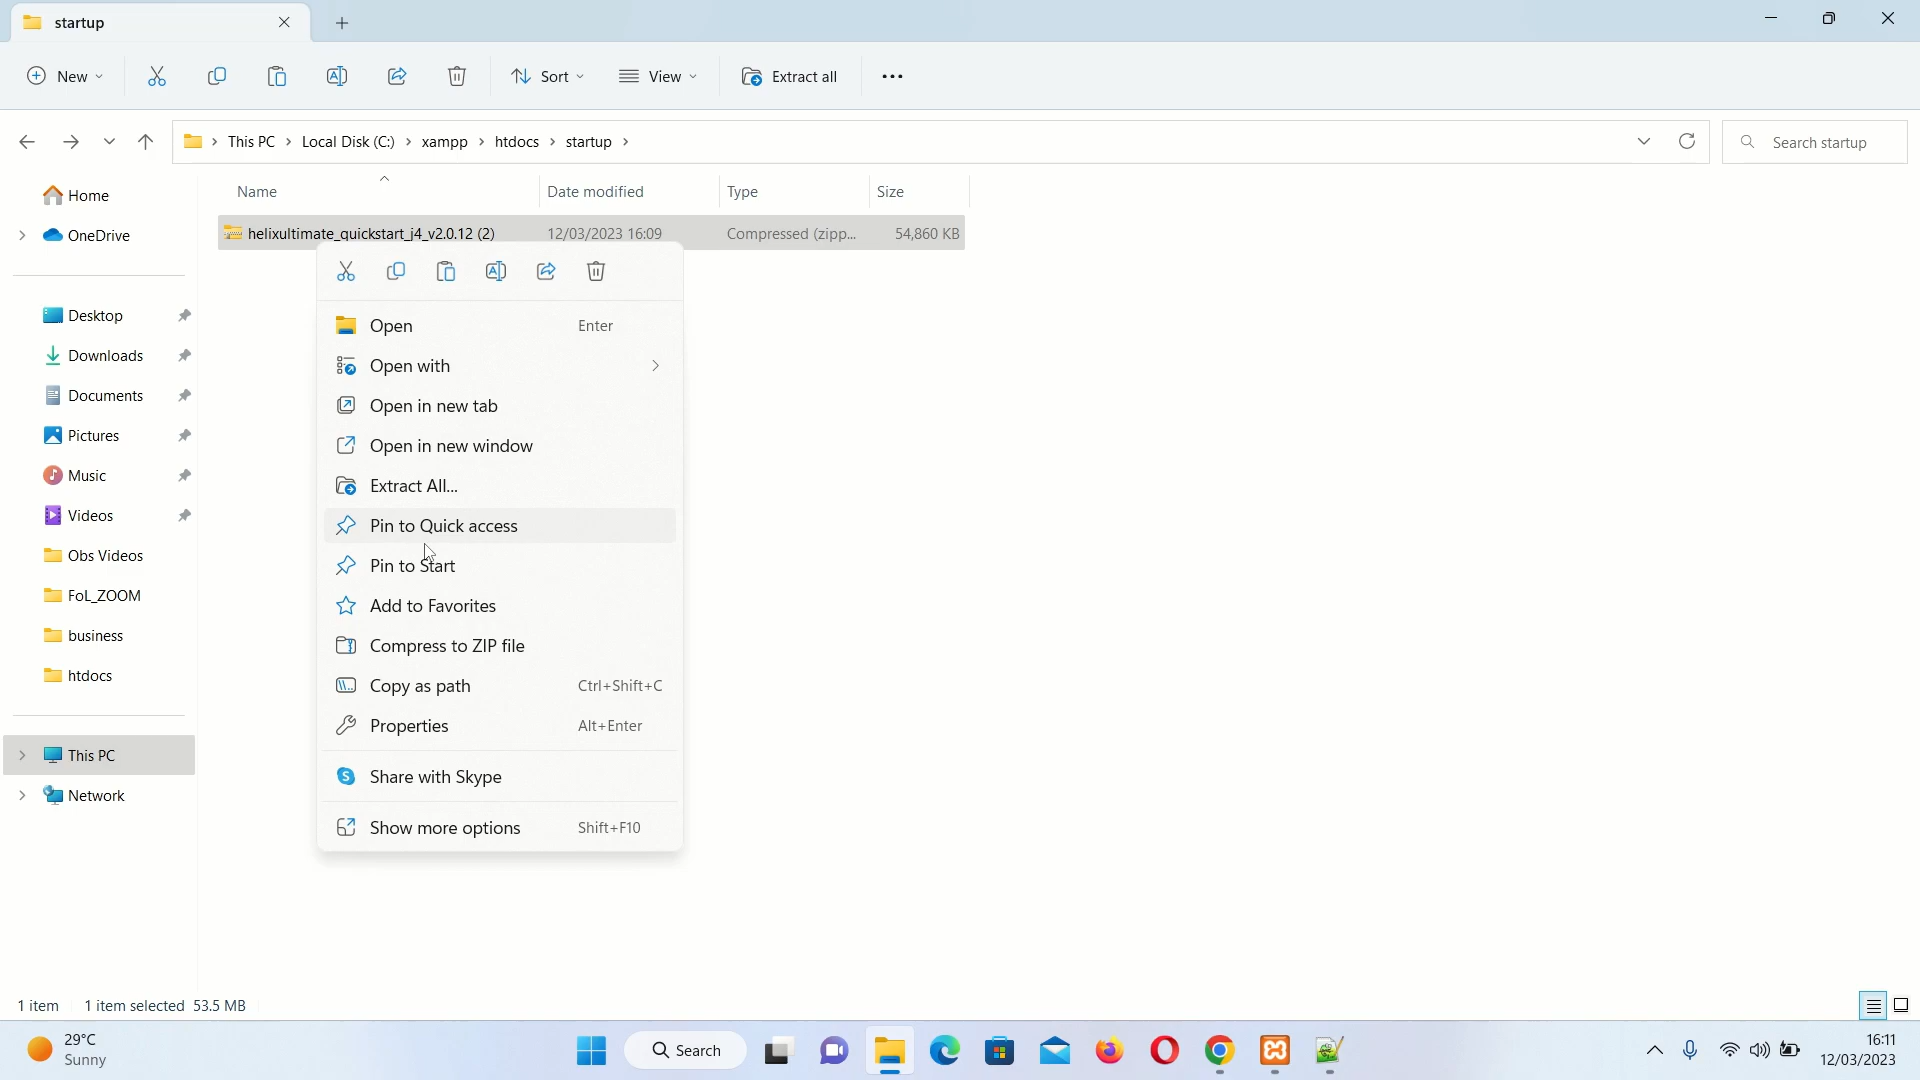 startup
New
Sort
View
Extract all
This PC
Local Disk (C:)
xampp
htdocs
startup
Search startup
Name
Date modified
Type
Size
helixultimate_quickstart_j4_v2.0.12 (2)
12/03/2023 16:09
Compressed (zipp...
54,860 KB
Home
OneDrive
Desktop
Downloads
Documents
Pictures
Music
Videos
Obs Videos
FoL_ZOOM
business
htdocs
This PC
Network
Open Enter
Open with
Open in new tab
Open in new window
Extract All...
Pin to Quick access
Pin to Start
Add to Favorites
Compress to ZIP file
Copy as path Ctrl+Shift+C
Properties Alt+Enter
Share with Skype
Show more options Shift+F10
1 item
1 item selected 53.5 MB
29°C
Sunny
Search
16:11
12/03/2023